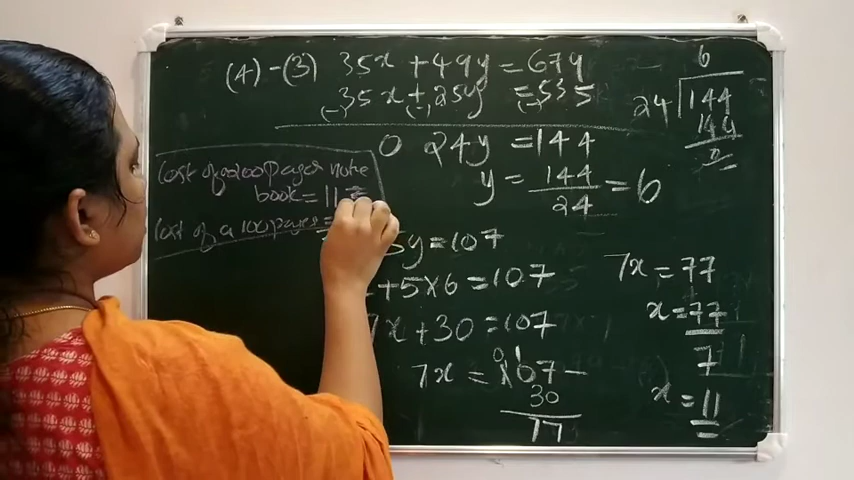 (4)-(3) 35x + 49y = 679
(-)35x +(-) 25y =(-) 535
0 24y = 144
y = 144/24 = 6
6
24)144
144
0
Cost of a 200 pages note
book = 11
Cost of a 100 pages =
5y = 107
+5×6 = 107
7x + 30 = 107
7x = 107 -
30
77
7x = 77
x = 77/7
x = 11